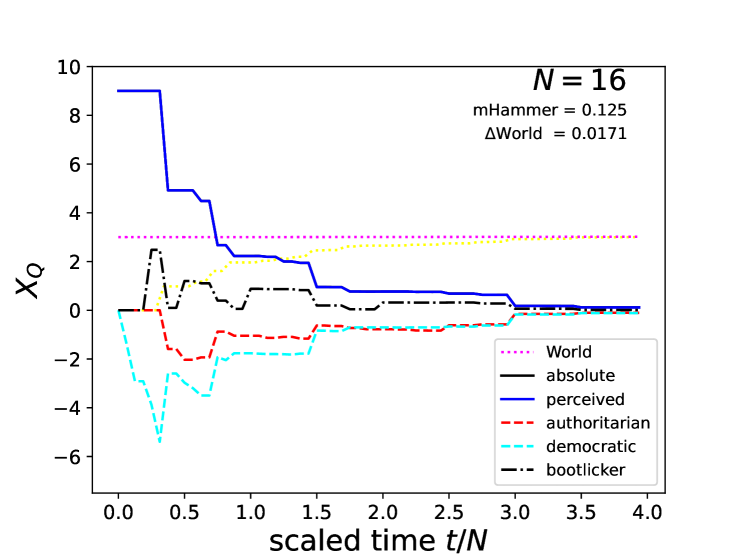 10
8
6
4
2
0
−2
−4
−6
X_Q
N = 16
mHammer = 0.125
ΔWorld = 0.0171
World
absolute
perceived
authoritarian
democratic
bootlicker
0.0 0.5 1.0 1.5 2.0 2.5 3.0 3.5 4.0
scaled time t/N